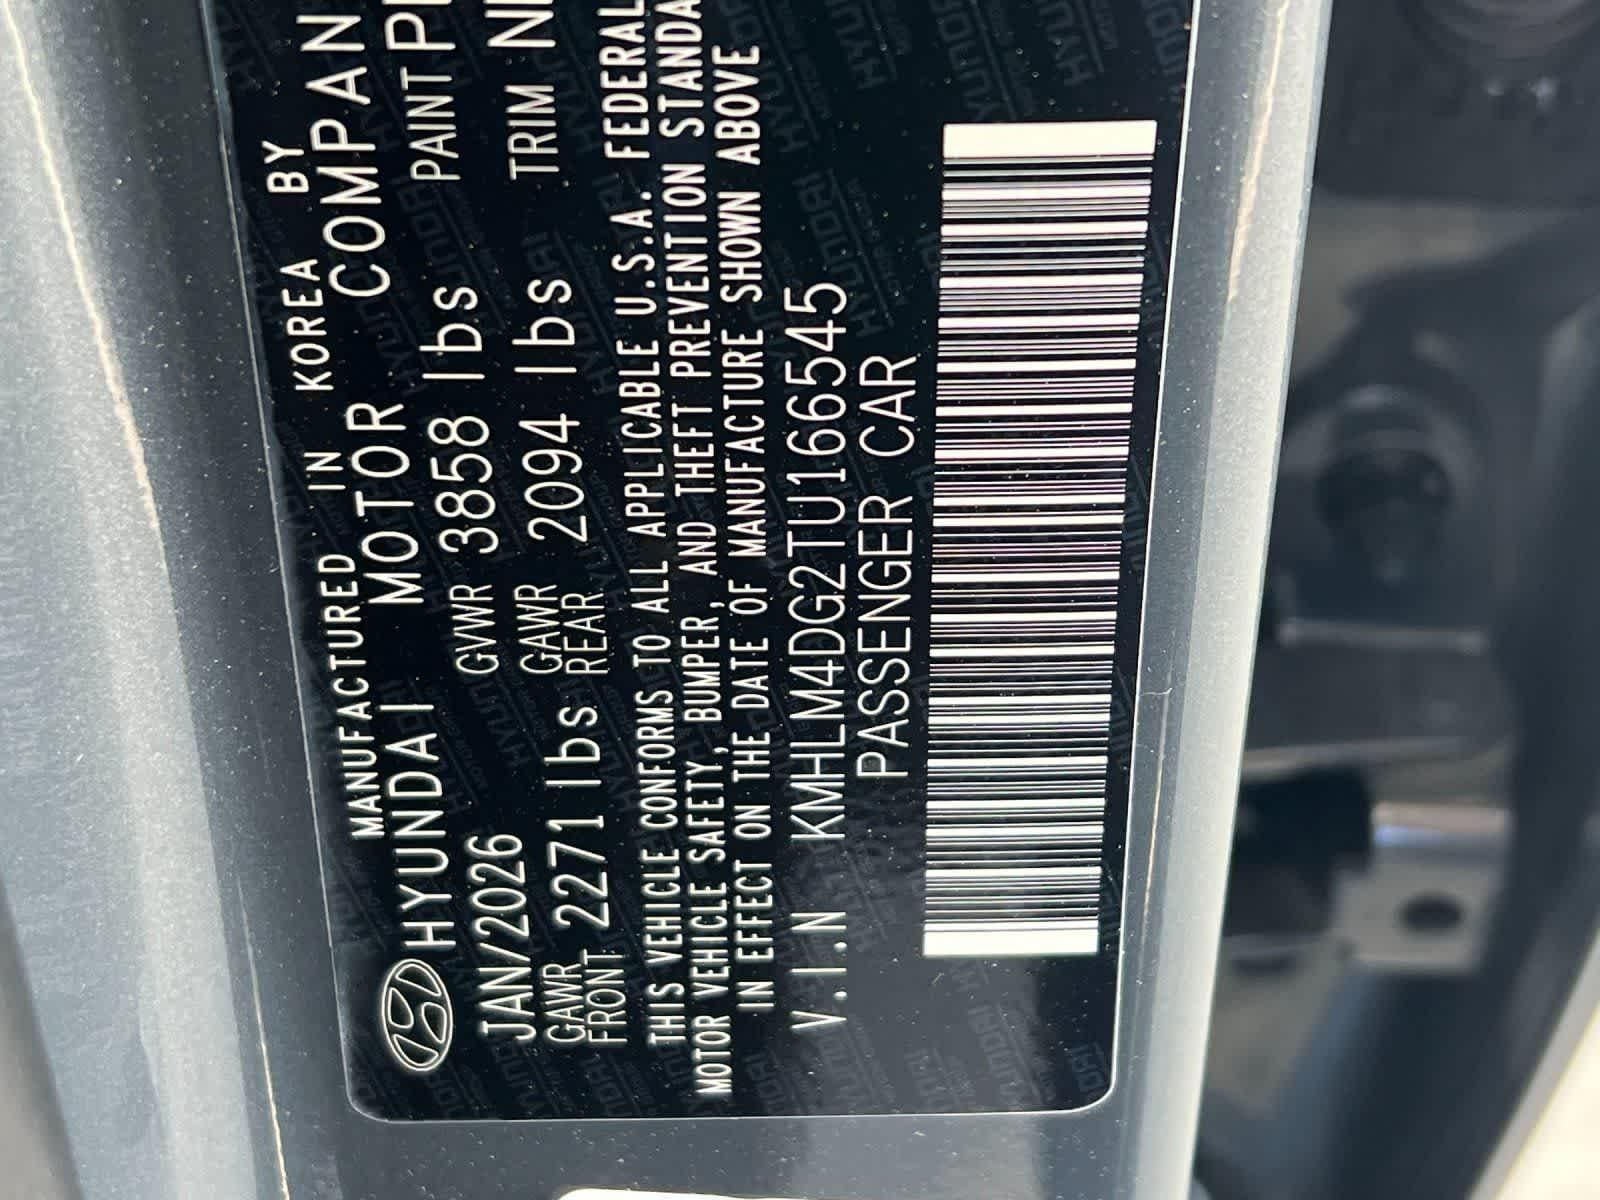 MANUFACTURED IN KOREA BY
HYUNDAI MOTOR COMPAN
JAN/2026 GVWR 3858 lbs PAINT
GAWR FRONT 2271 lbs GAWR REAR 2094 lbs TRIM
THIS VEHICLE CONFORMS TO ALL APPLICABLE U.S.A. FEDERAL
MOTOR VEHICLE SAFETY, BUMPER, AND THEFT PREVENTION STANDA
IN EFFECT ON THE DATE OF MANUFACTURE SHOWN ABOVE
V.I.N KMHLM4DG2TU166545
PASSENGER CAR